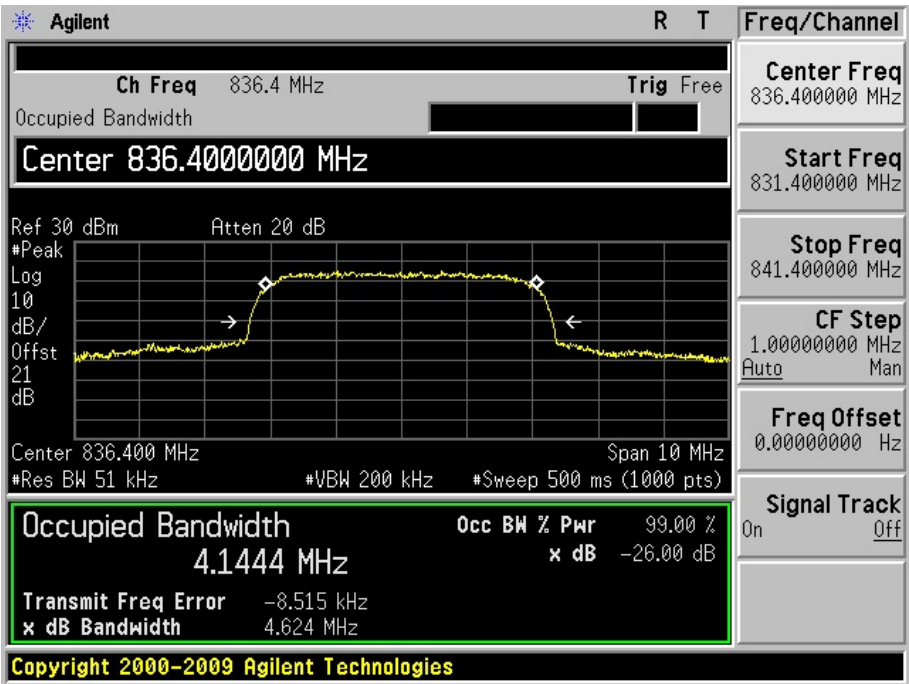 Agilent R T Freq/Channel
Ch Freq 836.4 MHz Trig Free
Occupied Bandwidth
Center 836.4000000 MHz
Ref 30 dBm Atten 20 dB
#Peak
Log
10
dB/
Offst
21
dB
Center 836.400 MHz Span 10 MHz
#Res BW 51 kHz #VBW 200 kHz #Sweep 500 ms (1000 pts)
Occupied Bandwidth Occ BW % Pwr 99.00 %
4.1444 MHz x dB -26.00 dB
Transmit Freq Error -8.515 kHz
x dB Bandwidth 4.624 MHz
Copyright 2000-2009 Agilent Technologies
Center Freq
836.400000 MHz
Start Freq
831.400000 MHz
Stop Freq
841.400000 MHz
CF Step
1.00000000 MHz
Auto Man
Freq Offset
0.00000000 Hz
Signal Track
On Off